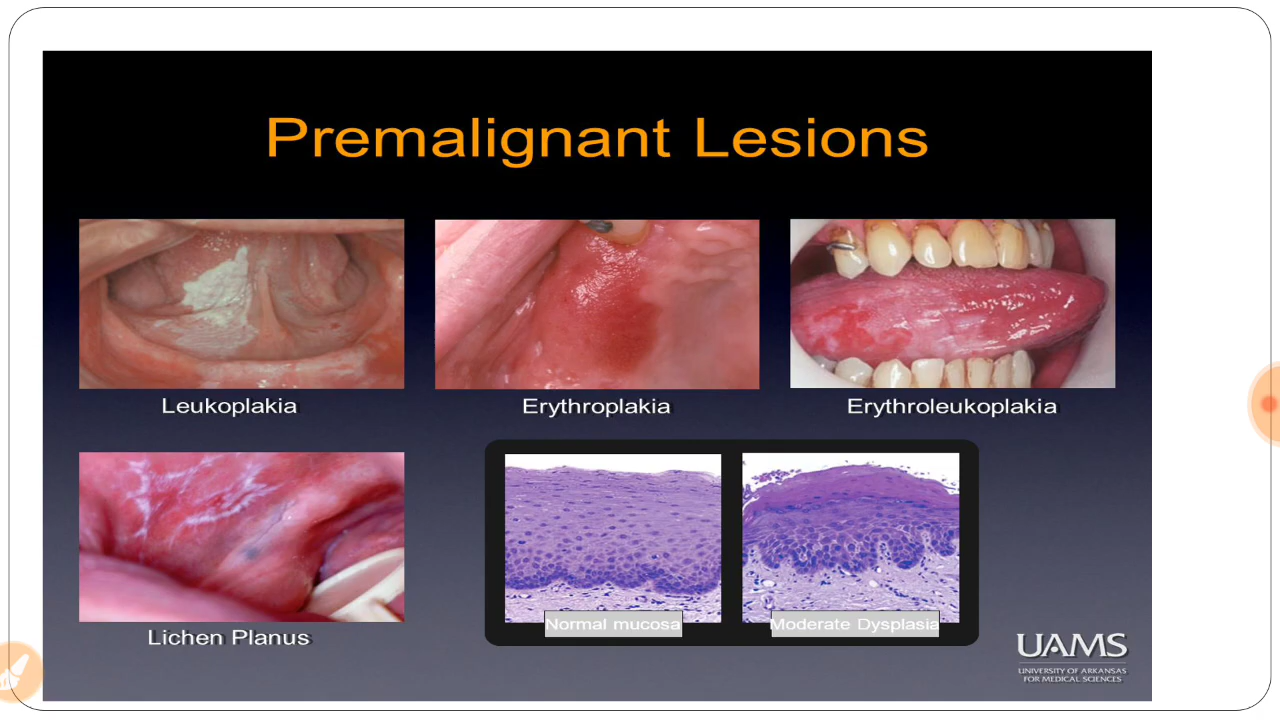 Premalignant Lesions
Leukoplakia
Erythroplakia
Erythroleukoplakia
Lichen Planus
Normal mucosa
Moderate Dysplasia
UAMS
UNIVERSITY OF ARKANSAS
FOR MEDICAL SCIENCES